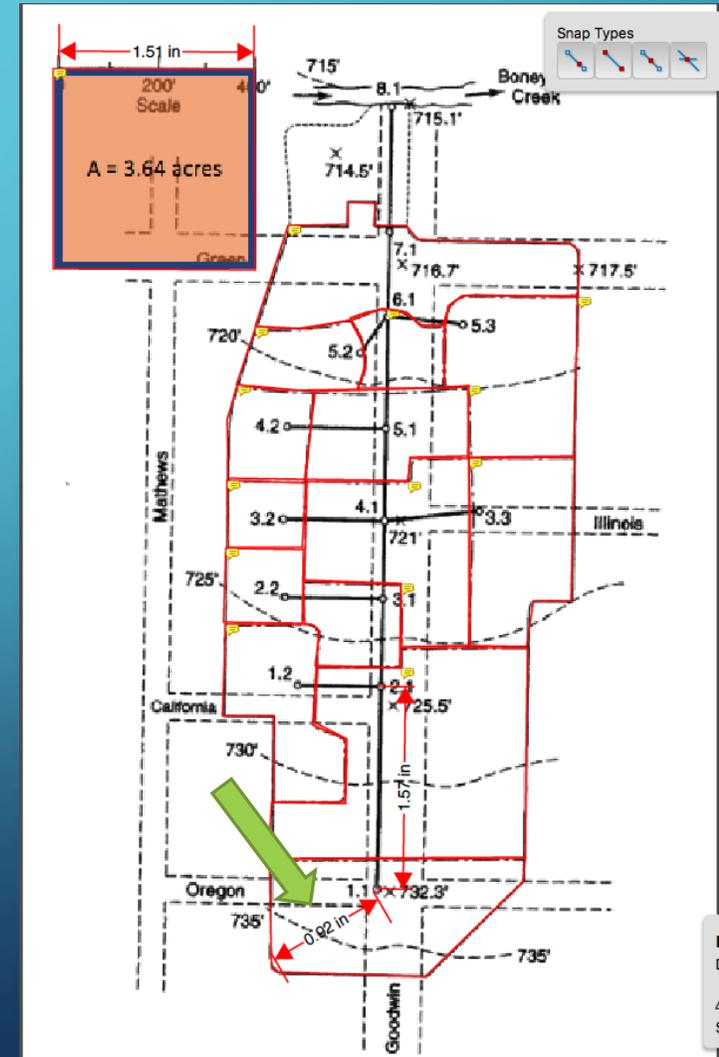 1.51 in
Snap Types
715'
8.1
Boney
Creek
200'
400'
Scale
715.1'
A = 3.64 acres
714.5'
Green
7.1
716.7'
717.5'
6.1
5.3
720'
5.2
4.2
5.1
Mathews
4.1
3.2
3.3
721'
Illinois
725'
2.2
3.1
1.2
2.1
725.5'
California
730'
1.57 in
Oregon
1.1
732.3'
735'
0.92 in
735'
Goodwin